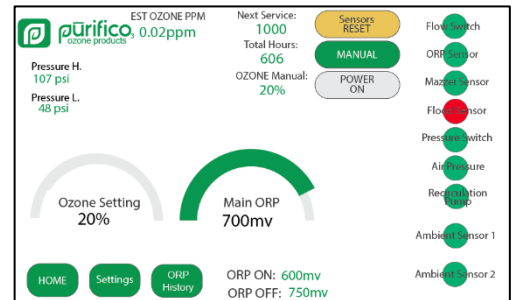 pūrifico
ozone products
EST OZONE PPM
0.02ppm
Next Service:
1000
Total Hours:
606
OZONE Manual:
20%
Sensors
RESET
MANUAL
POWER
ON
Pressure H.
107 psi
Pressure L.
48 psi
Flow Switch
ORP Sensor
Mazzei Sensor
Flood Sensor
Pressure Switch
Air Pressure
Recirculation
Pump
Ambient Sensor 1
Ambient Sensor 2
Ozone Setting
20%
Main ORP
700mv
HOME
Settings
ORP
History
ORP ON: 600mv
ORP OFF: 750mv